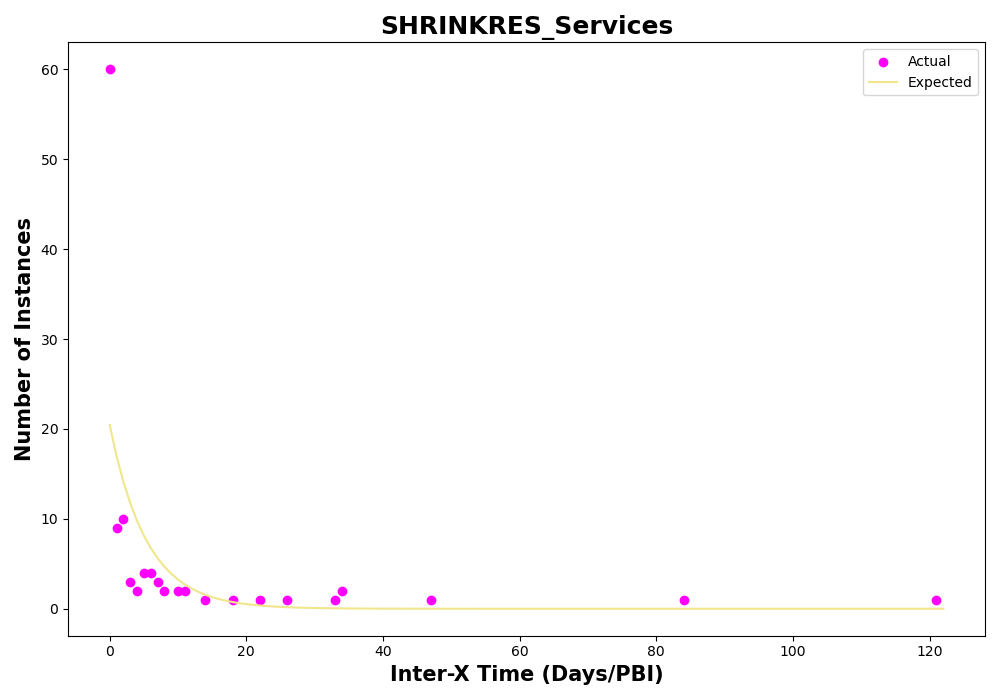 SHRINKRES_Services
Actual
Expected
60
50
40
30
20
10
0
Number of Instances
0 20 40 60 80 100 120
Inter-X Time (Days/PBI)